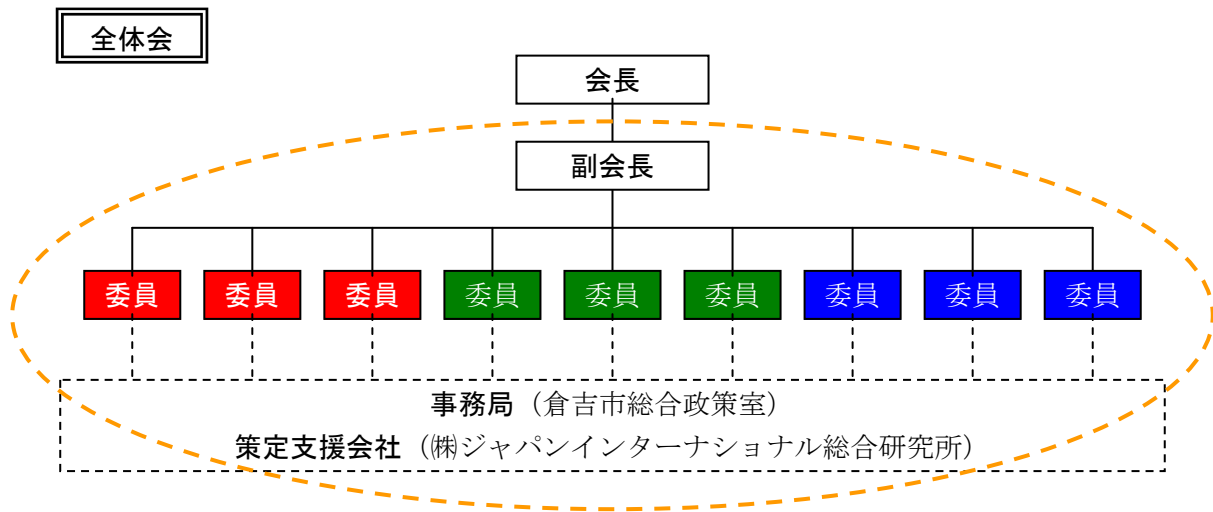 全体会
会長
副会長
委員 委員 委員 委員 委員 委員 委員 委員 委員
事務局（倉吉市総合政策室）
策定支援会社（㈱ジャパンインターナショナル総合研究所）